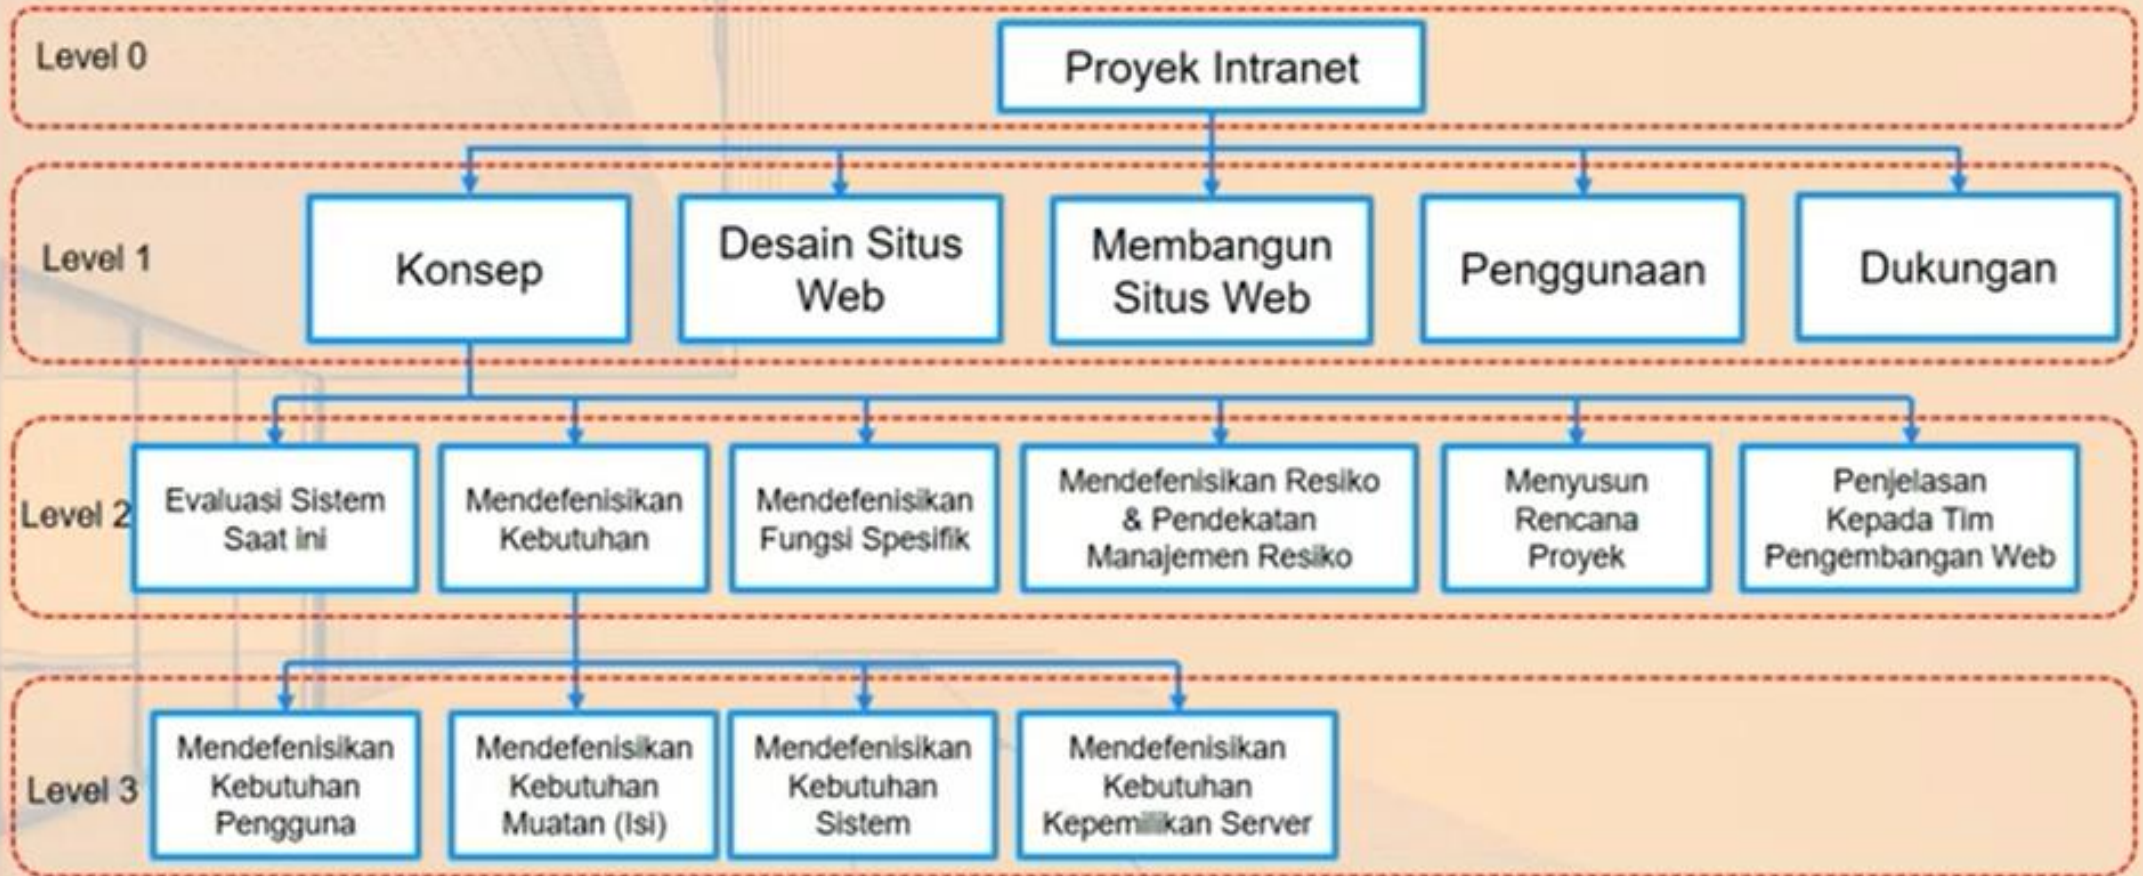 Level 0
Proyek Intranet
Level 1
Konsep
Desain Situs
Web
Membangun
Situs Web
Penggunaan
Dukungan
Level 2
Evaluasi Sistem
Saat ini
Mendefenisikan
Kebutuhan
Mendefenisikan
Fungsi Spesifik
Mendefenisikan Resiko
& Pendekatan
Manajemen Resiko
Menyusun
Rencana
Proyek
Penjelasan
Kepada Tim
Pengembangan Web
Level 3
Mendefenisikan
Kebutuhan
Pengguna
Mendefenisikan
Kebutuhan
Muatan (Isi)
Mendefenisikan
Kebutuhan
Sistem
Mendefenisikan
Kebutuhan
Kepemilikan Server